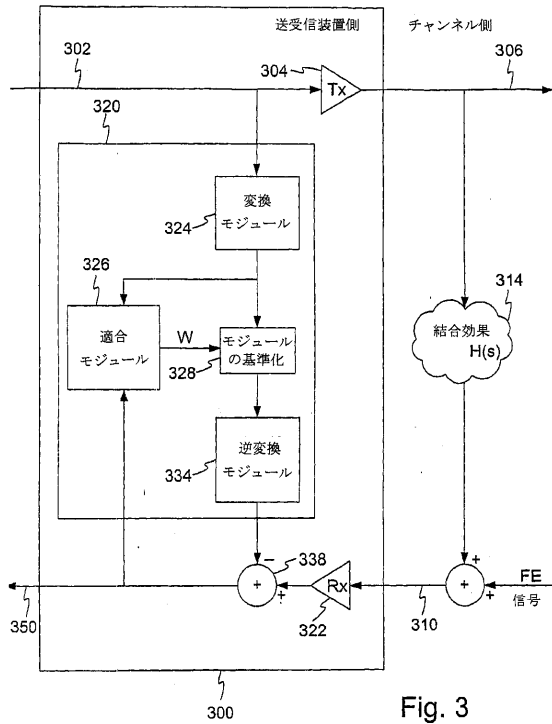 送受信装置側
チャンネル側
302
304
306
Tx
320
変換
モジュール
324
326
314
適合
モジュール
W
モジュール
の基準化
328
結合効果
H(s)
逆変換
モジュール
334
− 338
+
+
Rx
322
350
310
+
+
+
FE
信号
300
Fig. 3